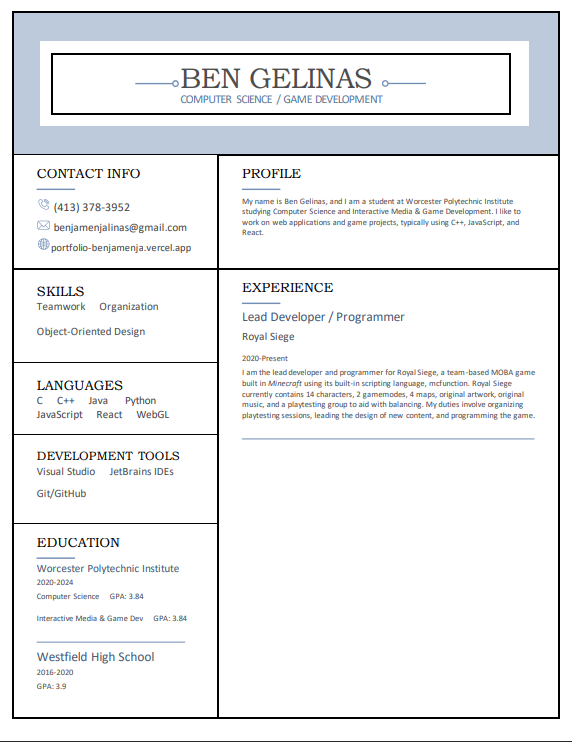 BEN GELINAS
COMPUTER SCIENCE / GAME DEVELOPMENT
CONTACT INFO
(413) 378-3952
benjamenjalinas@gmail.com
portfolio-benjamenja.vercel.app
SKILLS
Teamwork Organization
Object-Oriented Design
LANGUAGES
C C++ Java Python
JavaScript React WebGL
DEVELOPMENT TOOLS
Visual Studio JetBrains IDEs
Git/GitHub
EDUCATION
Worcester Polytechnic Institute
2020-2024
Computer Science GPA: 3.84
Interactive Media & Game Dev GPA: 3.84
Westfield High School
2016-2020
GPA: 3.9
PROFILE
My name is Ben Gelinas, and I am a student at Worcester Polytechnic Institute
studying Computer Science and Interactive Media & Game Development. I like to
work on web applications and game projects, typically using C++, JavaScript, and
React.
EXPERIENCE
Lead Developer / Programmer
Royal Siege
2020-Present
I am the lead developer and programmer for Royal Siege, a team-based MOBA game
built in Minecraft using its built-in scripting language, mcfunction. Royal Siege
currently contains 14 characters, 2 gamemodes, 4 maps, original artwork, original
music, and a playtesting group to aid with balancing. My duties involve organizing
playtesting sessions, leading the design of new content, and programming the game.